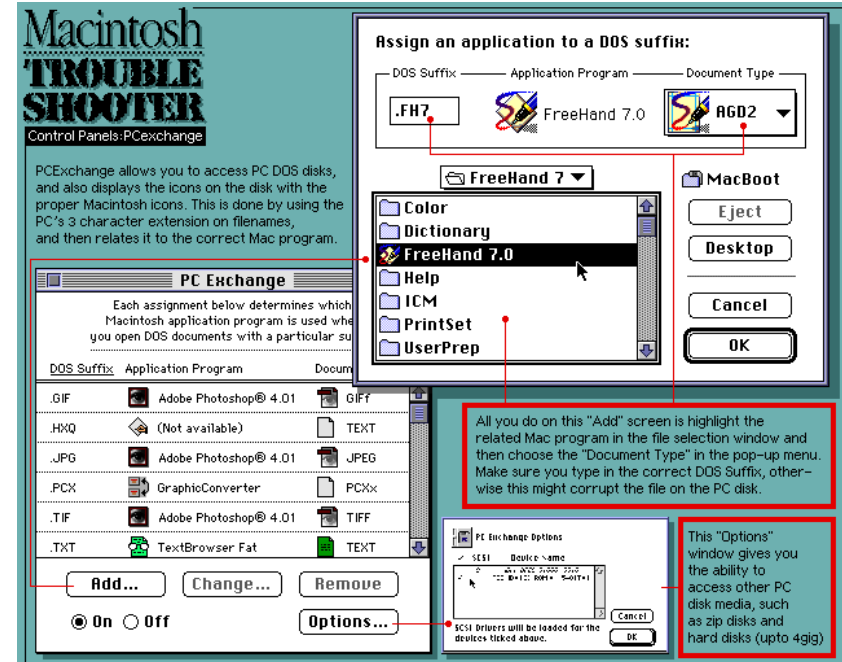 Macintosh
TROUBLE
SHOOTER
Control Panels:PCexchange
PCExchange allows you to access PC DOS disks,
and also displays the icons on the disk with the
proper Macintosh icons. This is done by using the
PC's 3 character extension on filenames,
and then relates it to the correct Mac program.
Assign an application to a DOS suffix:
DOS Suffix Application Program Document Type
.FH7 FreeHand 7.0 AGD2
FreeHand 7
MacBoot
Color
Dictionary
FreeHand 7.0
Help
ICM
PrintSet
UserPrep
Eject
Desktop
Cancel
OK
PC Exchange
Each assignment below determines which
Macintosh application program is used whe
you open DOS documents with a particular su
DOS Suffix Application Program Docum
.GIF Adobe Photoshop® 4.01 GIFf
.HXQ (Not available) TEXT
.JPG Adobe Photoshop® 4.01 JPEG
.PCX GraphicConverter PCXx
.TIF Adobe Photoshop® 4.01 TIFF
.TXT TextBrowser Fat TEXT
Add... Change... Remove
On Off Options...
All you do on this "Add" screen is highlight the
related Mac program in the file selection window and
then choose the "Document Type" in the pop-up menu.
Make sure you type in the correct DOS Suffix, other-
wise this might corrupt the file on the PC disk.
PC Exchange Options
SCSI Device Name
SCSI Drivers will be loaded for the
devices ticked above.
Cancel
OK
This "Options"
window gives you
the ability to
access other PC
disk media, such
as zip disks and
hard disks (upto 4gig)